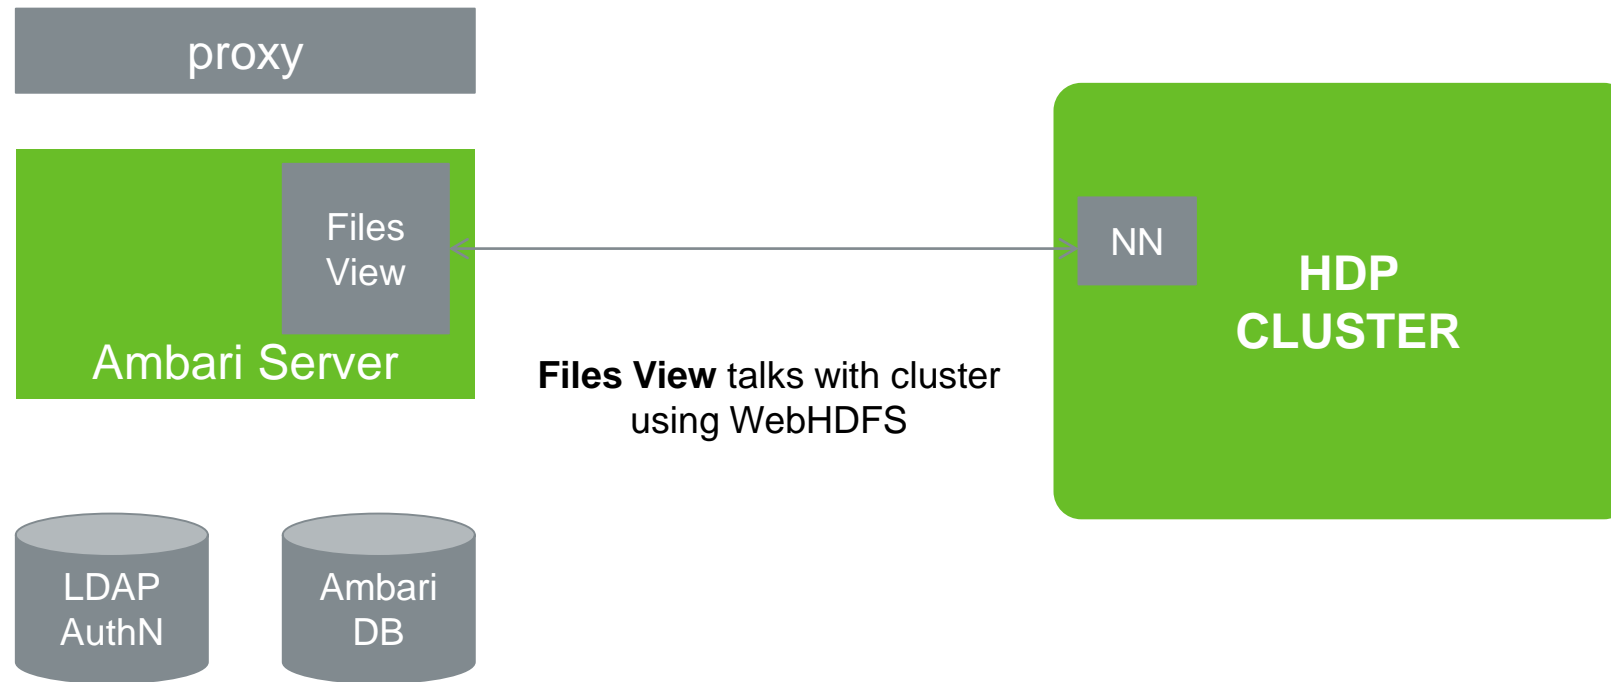 proxy
Files
View
Ambari Server
NN
HDP
CLUSTER
Files View talks with cluster
using WebHDFS
LDAP
AuthN
Ambari
DB